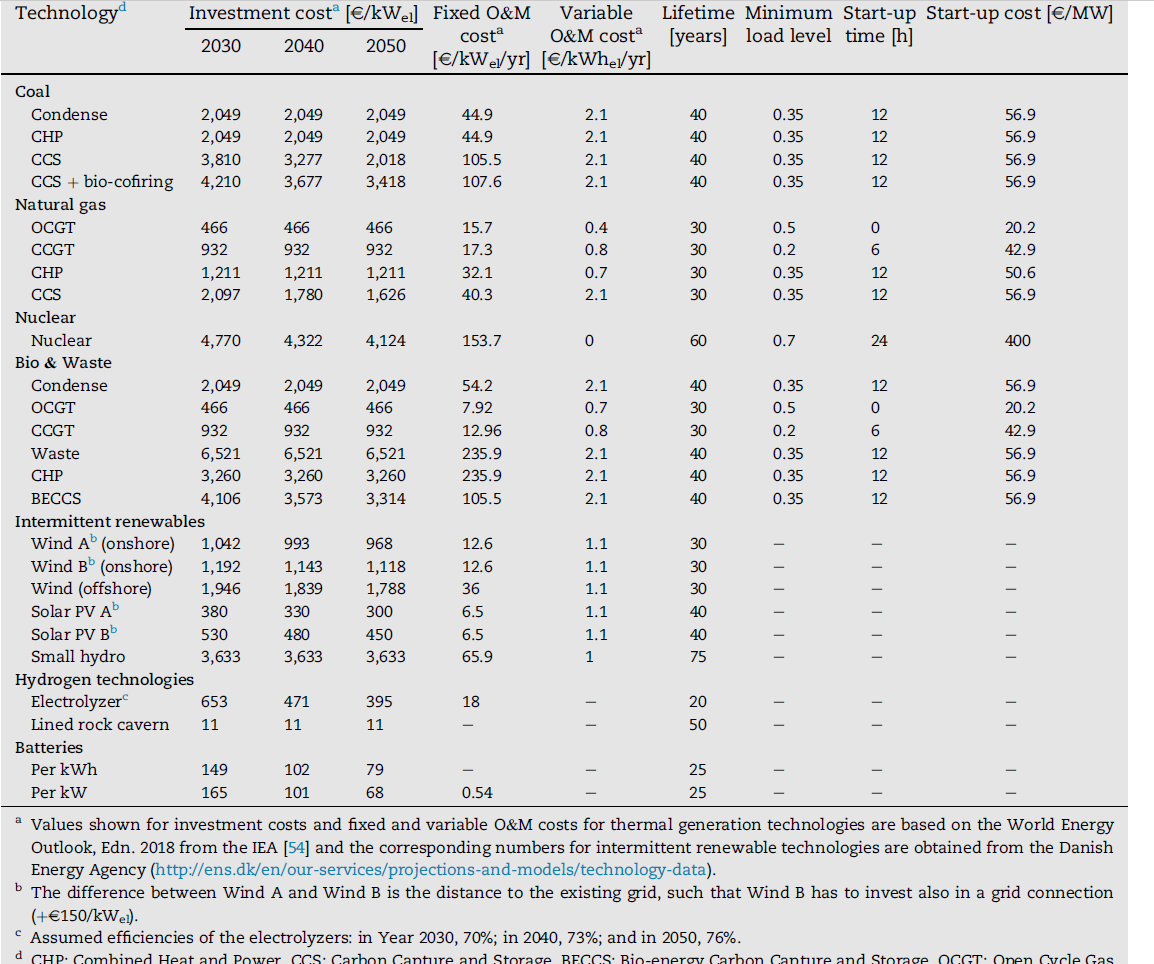 Technologyd Investment costa [€/kWel] Fixed O&M Variable Lifetime Minimum Start-up Start-up cost [€/MW]
2030 2040 2050 costa O&M costa [years] load level time [h]
[€/kWel/yr] [€/kWhel/yr]
Coal
Condense 2,049 2,049 2,049 44.9 2.1 40 0.35 12 56.9
CHP 2,049 2,049 2,049 44.9 2.1 40 0.35 12 56.9
CCS 3,810 3,277 2,018 105.5 2.1 40 0.35 12 56.9
CCS + bio-cofiring 4,210 3,677 3,418 107.6 2.1 40 0.35 12 56.9
Natural gas
OCGT 466 466 466 15.7 0.4 30 0.5 0 20.2
CCGT 932 932 932 17.3 0.8 30 0.2 6 42.9
CHP 1,211 1,211 1,211 32.1 0.7 30 0.35 12 50.6
CCS 2,097 1,780 1,626 40.3 2.1 30 0.35 12 56.9
Nuclear
Nuclear 4,770 4,322 4,124 153.7 0 60 0.7 24 400
Bio & Waste
Condense 2,049 2,049 2,049 54.2 2.1 40 0.35 12 56.9
OCGT 466 466 466 7.92 0.7 30 0.5 0 20.2
CCGT 932 932 932 12.96 0.8 30 0.2 6 42.9
Waste 6,521 6,521 6,521 235.9 2.1 40 0.35 12 56.9
CHP 3,260 3,260 3,260 235.9 2.1 40 0.35 12 56.9
BECCS 4,106 3,573 3,314 105.5 2.1 40 0.35 12 56.9
Intermittent renewables
Wind Ab (onshore) 1,042 993 968 12.6 1.1 30 – – –
Wind Bb (onshore) 1,192 1,143 1,118 12.6 1.1 30 – – –
Wind (offshore) 1,946 1,839 1,788 36 1.1 30 – – –
Solar PV Ab 380 330 300 6.5 1.1 40 – – –
Solar PV Bb 530 480 450 6.5 1.1 40 – – –
Small hydro 3,633 3,633 3,633 65.9 1 75 – – –
Hydrogen technologies
Electrolyzerc 653 471 395 18 – 20 – – –
Lined rock cavern 11 11 11 – – 50 – – –
Batteries
Per kWh 149 102 79 – – 25 – – –
Per kW 165 101 68 0.54 – 25 – – –
a Values shown for investment costs and fixed and variable O&M costs for thermal generation technologies are based on the World Energy
Outlook, Edn. 2018 from the IEA [54] and the corresponding numbers for intermittent renewable technologies are obtained from the Danish
Energy Agency (http://ens.dk/en/our-services/projections-and-models/technology-data).
b The difference between Wind A and Wind B is the distance to the existing grid, such that Wind B has to invest also in a grid connection
(+€150/kWel).
c Assumed efficiencies of the electrolyzers: in Year 2030, 70%; in 2040, 73%; and in 2050, 76%.
d CHP: Combined Heat and Power, CCS: Carbon Capture and Storage, BECCS: Bio-energy Carbon Capture and Storage, OCGT: Open Cycle Gas